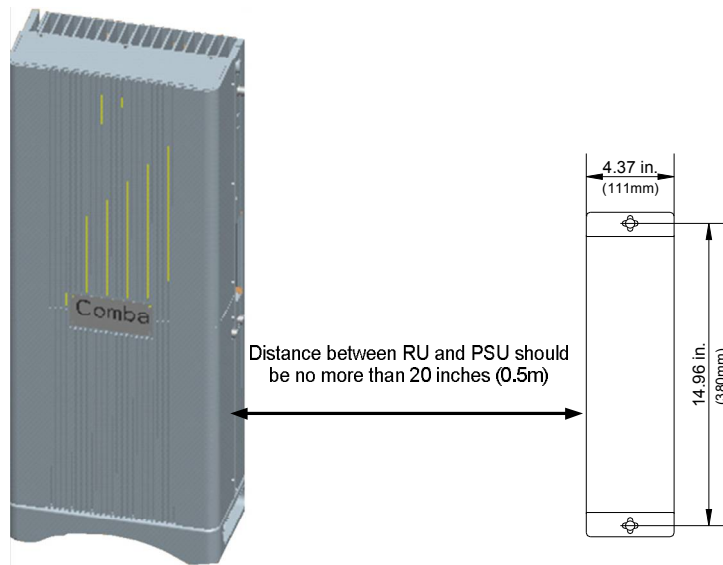 4.37 in.
(111mm)
Comba
Distance between RU and PSU should
be no more than 20 inches (0.5m)
14.96 in.
(380mm)